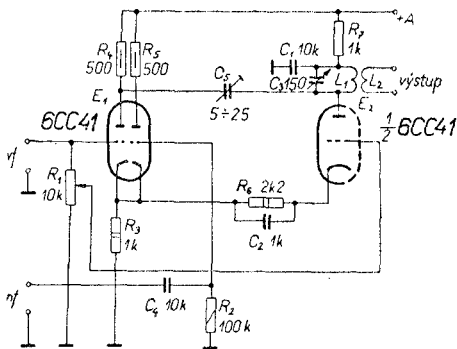 +A
R4
500
R5
500
C1 10k
R7
1k
C3 150
L1
L2
výstup
C5
5÷25
E1
6CC41
E2
1/2 6CC41
vf
R1
10k
R6 2k2
C2 1k
R3
1k
nf
C4 10k
R2
100k